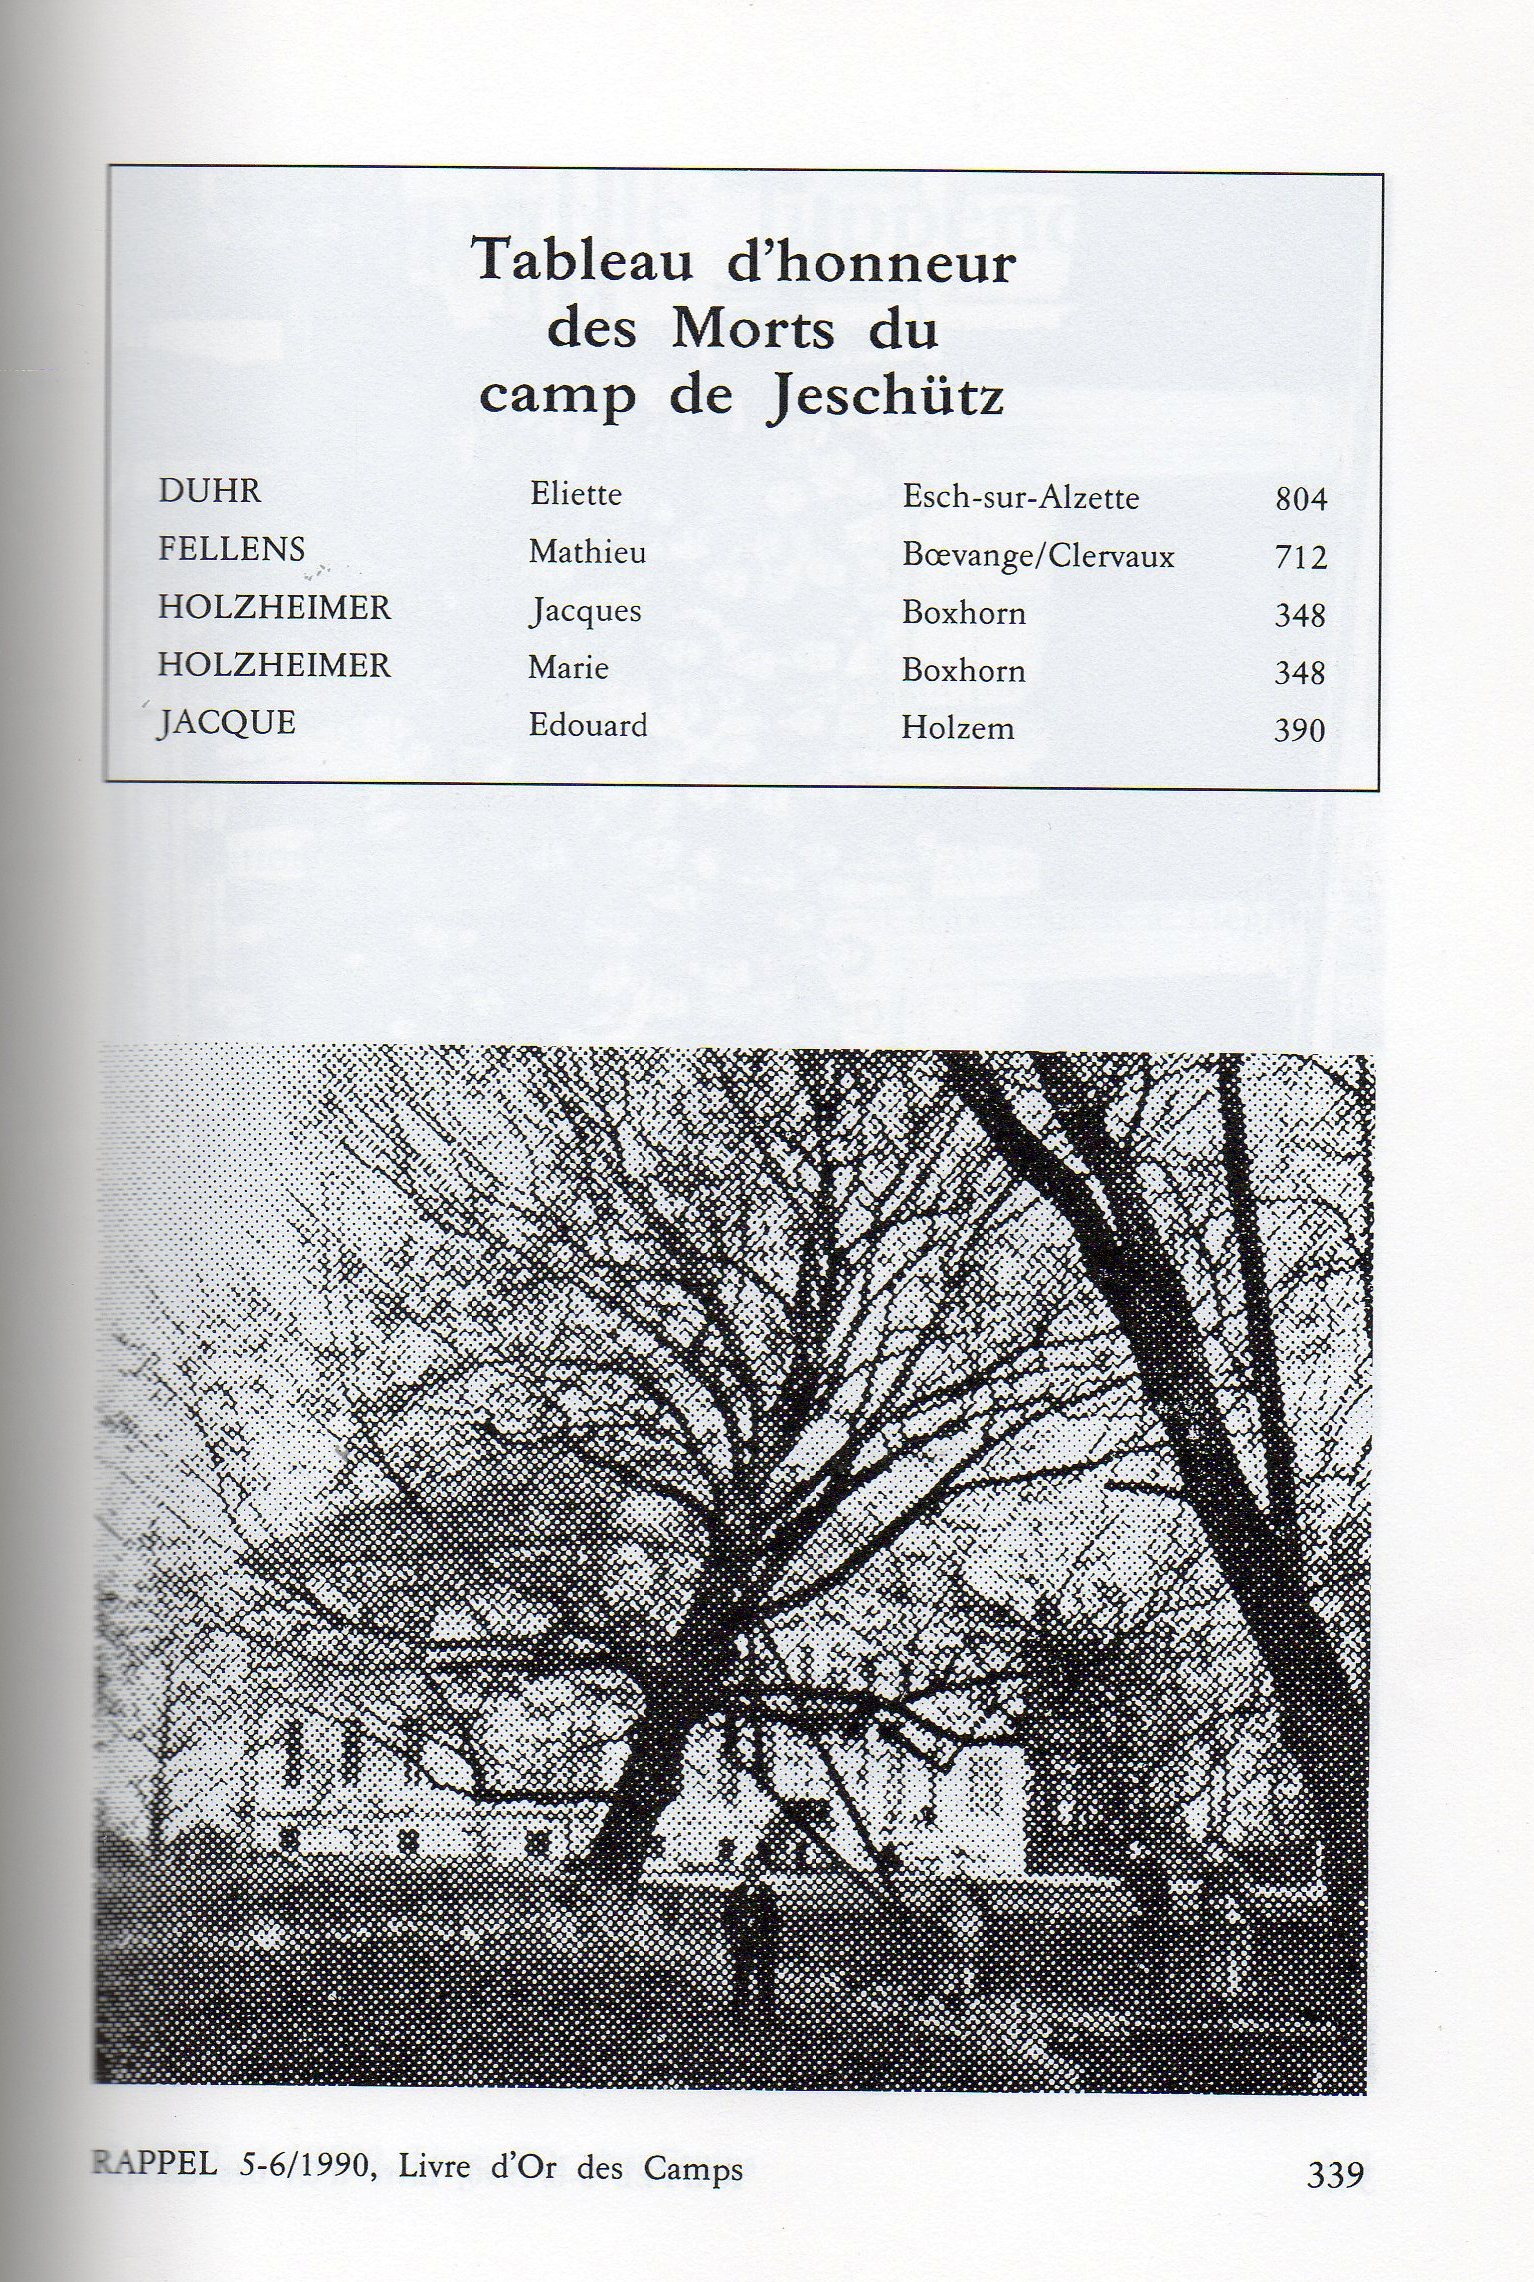 Tableau d'honneur
des Morts du
camp de Jeschütz
DUHR Eliette Esch-sur-Alzette 804
FELLENS Mathieu Bœvange/Clervaux 712
HOLZHEIMER Jacques Boxhorn 348
HOLZHEIMER Marie Boxhorn 348
JACQUE Edouard Holzem 390
RAPPEL 5-6/1990, Livre d'Or des Camps 339